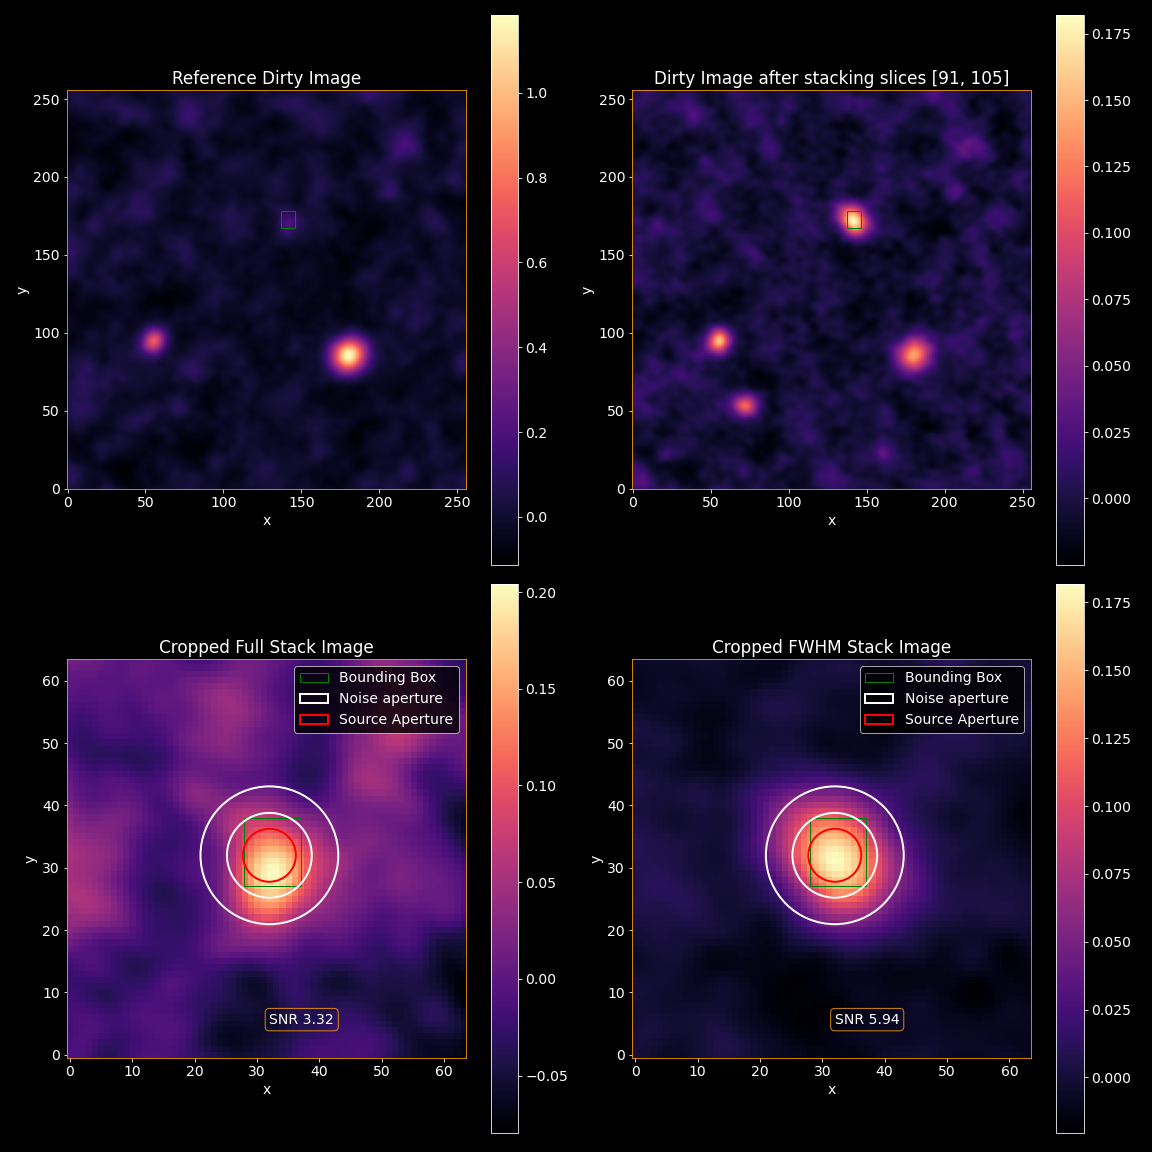 Reference Dirty Image
y
250
200
150
100
50
0
0 50 100 150 200 250
x
1.0
0.8
0.6
0.4
0.2
0.0
Dirty Image after stacking slices [91, 105]
y
250
200
150
100
50
0
0 50 100 150 200 250
x
0.175
0.150
0.125
0.100
0.075
0.050
0.025
0.000
Cropped Full Stack Image
Bounding Box
Noise aperture
Source Aperture
y
60
50
40
30
20
10
0
SNR 3.32
0 10 20 30 40 50 60
x
0.20
0.15
0.10
0.05
0.00
−0.05
Cropped FWHM Stack Image
Bounding Box
Noise aperture
Source Aperture
y
60
50
40
30
20
10
0
SNR 5.94
0 10 20 30 40 50 60
x
0.175
0.150
0.125
0.100
0.075
0.050
0.025
0.000